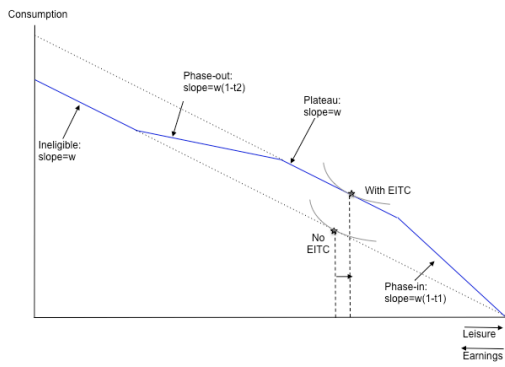 Consumption
Phase-out:
slope=w(1-t2)
Plateau:
slope=w
Ineligible:
slope=w
With EITC
No
EITC
Phase-in:
slope=w(1-t1)
Leisure
Earnings